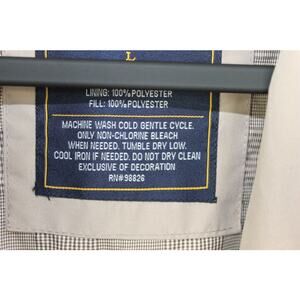 L
LINING: 100% POLYESTER
FILL: 100% POLYESTER
MACHINE WASH COLD GENTLE CYCLE.
ONLY NON-CHLORINE BLEACH
WHEN NEEDED. TUMBLE DRY LOW.
COOL IRON IF NEEDED. DO NOT DRY CLEAN
EXCLUSIVE OF DECORATION
RN#98826